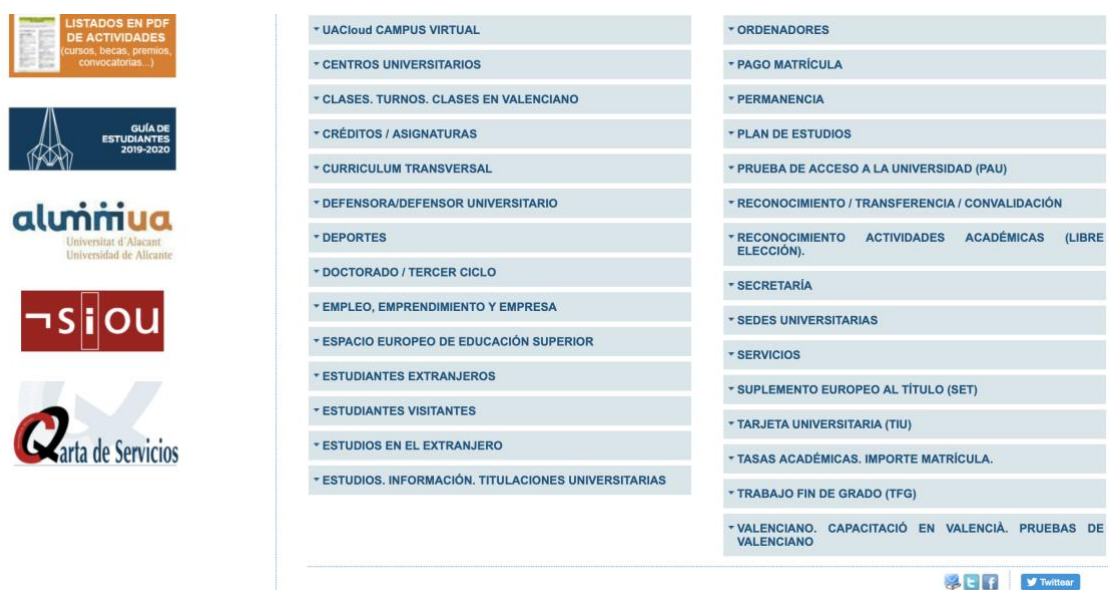 LISTADOS EN PDF
DE ACTIVIDADES
(cursos, becas, premios,
convocatorias...)
GUÍA DE
ESTUDIANTES
2019-2020
alumniua
Universitat d'Alacant
Universidad de Alicante
¬siou
Carta de Servicios
UACloud CAMPUS VIRTUAL
CENTROS UNIVERSITARIOS
CLASES. TURNOS. CLASES EN VALENCIANO
CRÉDITOS / ASIGNATURAS
CURRICULUM TRANSVERSAL
DEFENSORA/DEFENSOR UNIVERSITARIO
DEPORTES
DOCTORADO / TERCER CICLO
EMPLEO, EMPRENDIMIENTO Y EMPRESA
ESPACIO EUROPEO DE EDUCACIÓN SUPERIOR
ESTUDIANTES EXTRANJEROS
ESTUDIANTES VISITANTES
ESTUDIOS EN EL EXTRANJERO
ESTUDIOS. INFORMACIÓN. TITULACIONES UNIVERSITARIAS
ORDENADORES
PAGO MATRÍCULA
PERMANENCIA
PLAN DE ESTUDIOS
PRUEBA DE ACCESO A LA UNIVERSIDAD (PAU)
RECONOCIMIENTO / TRANSFERENCIA / CONVALIDACIÓN
RECONOCIMIENTO ACTIVIDADES ACADÉMICAS (LIBRE
ELECCIÓN).
SECRETARÍA
SEDES UNIVERSITARIAS
SERVICIOS
SUPLEMENTO EUROPEO AL TÍTULO (SET)
TARJETA UNIVERSITARIA (TIU)
TASAS ACADÉMICAS. IMPORTE MATRÍCULA.
TRABAJO FIN DE GRADO (TFG)
VALENCIANO. CAPACITACIÓ EN VALENCIÀ. PRUEBAS DE
VALENCIANO
Twittear